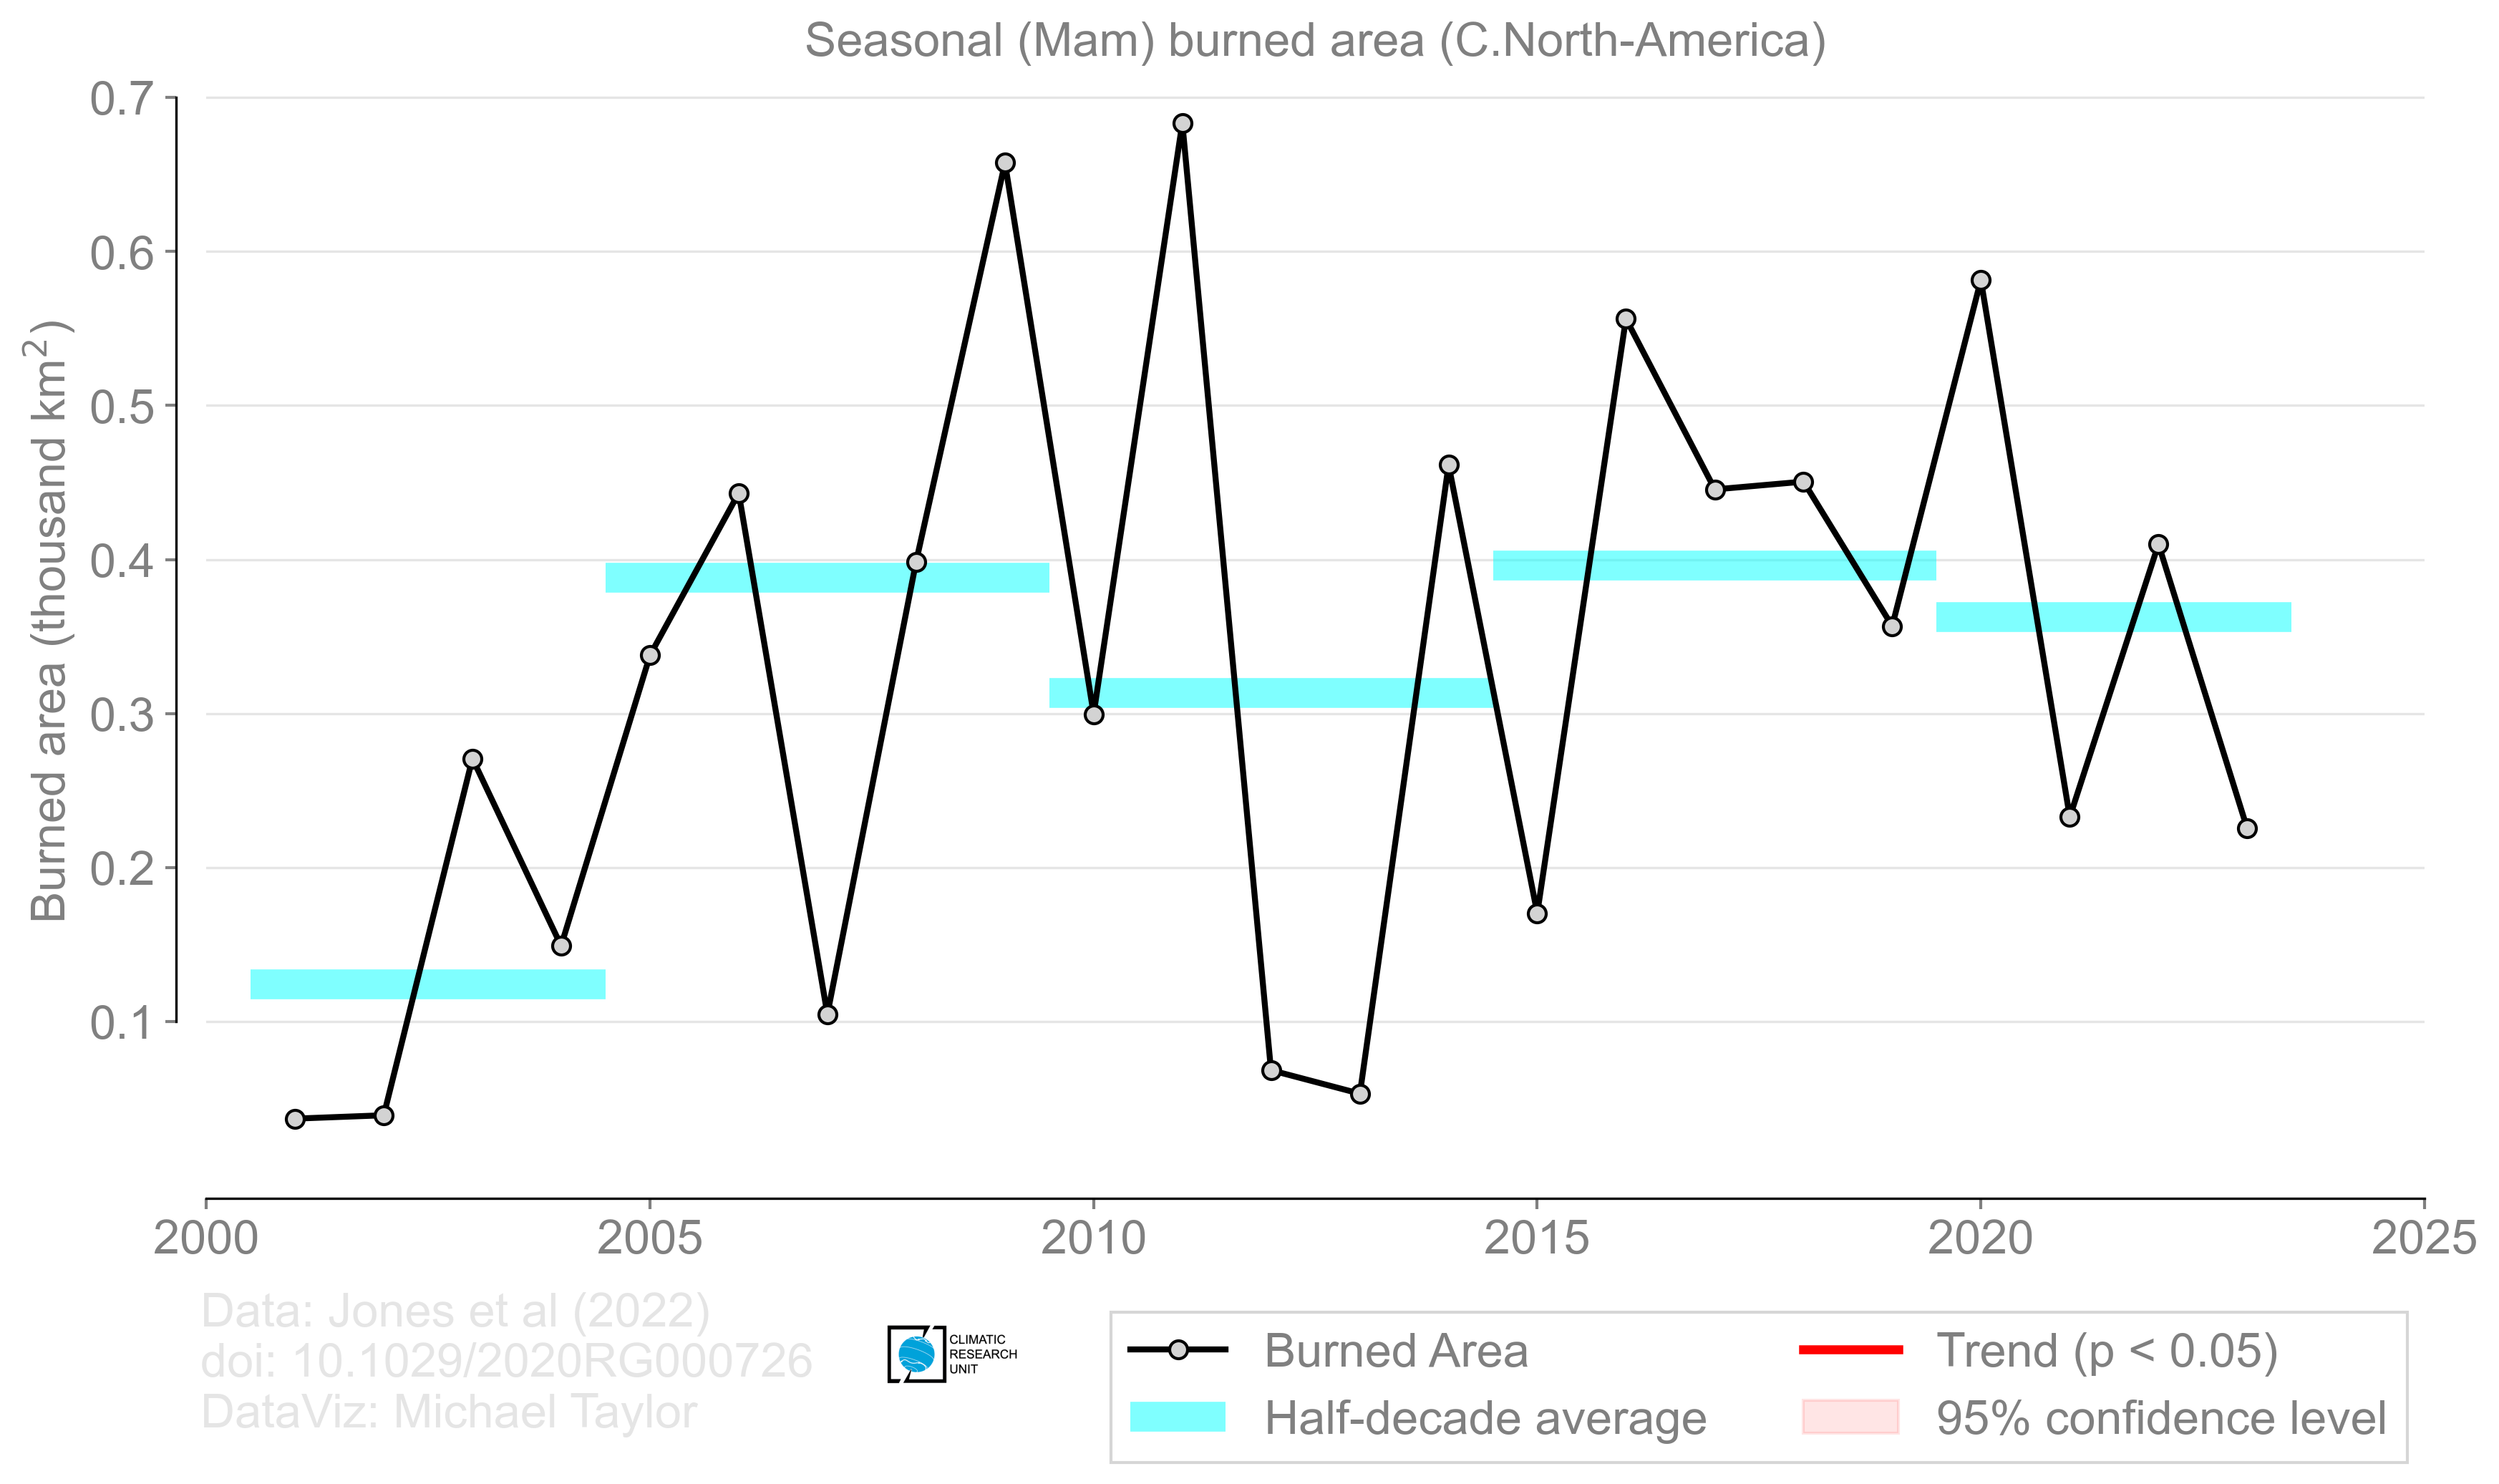 Seasonal (Mam) burned area (C.North-America)
Burned area (thousand km²)
0.7
0.6
0.5
0.4
0.3
0.2
0.1
2000 2005 2010 2015 2020 2025
Data: Jones et al (2022)
doi: 10.1029/2020RG000726
DataViz: Michael Taylor
CLIMATIC
RESEARCH
UNIT
Burned Area
Half-decade average
Trend (p < 0.05)
95% confidence level